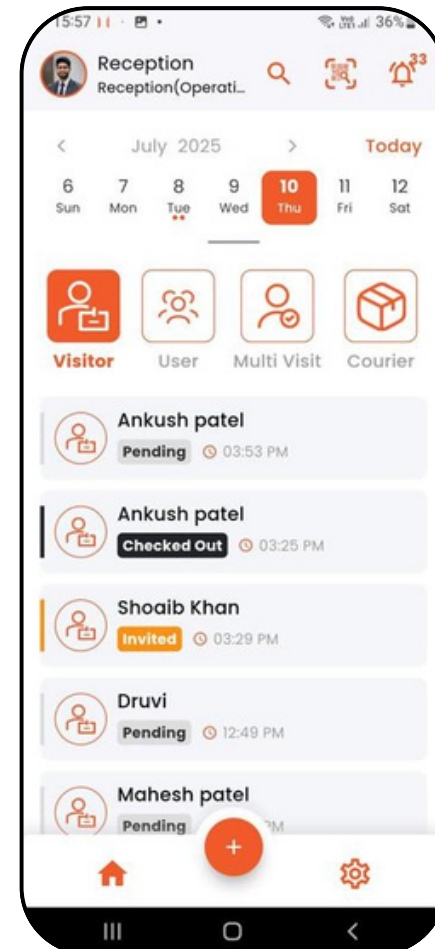 15:57
36%
Reception
Reception(Operati...
33
July 2025
Today
6 7 8 9 10 11 12
Sun Mon Tue Wed Thu Fri Sat
Visitor User Multi Visit Courier
Ankush patel
Pending 03:53 PM
Ankush patel
Checked Out 03:25 PM
Shoaib Khan
Invited 03:29 PM
Druvi
Pending 12:49 PM
Mahesh patel
Pending PM
+